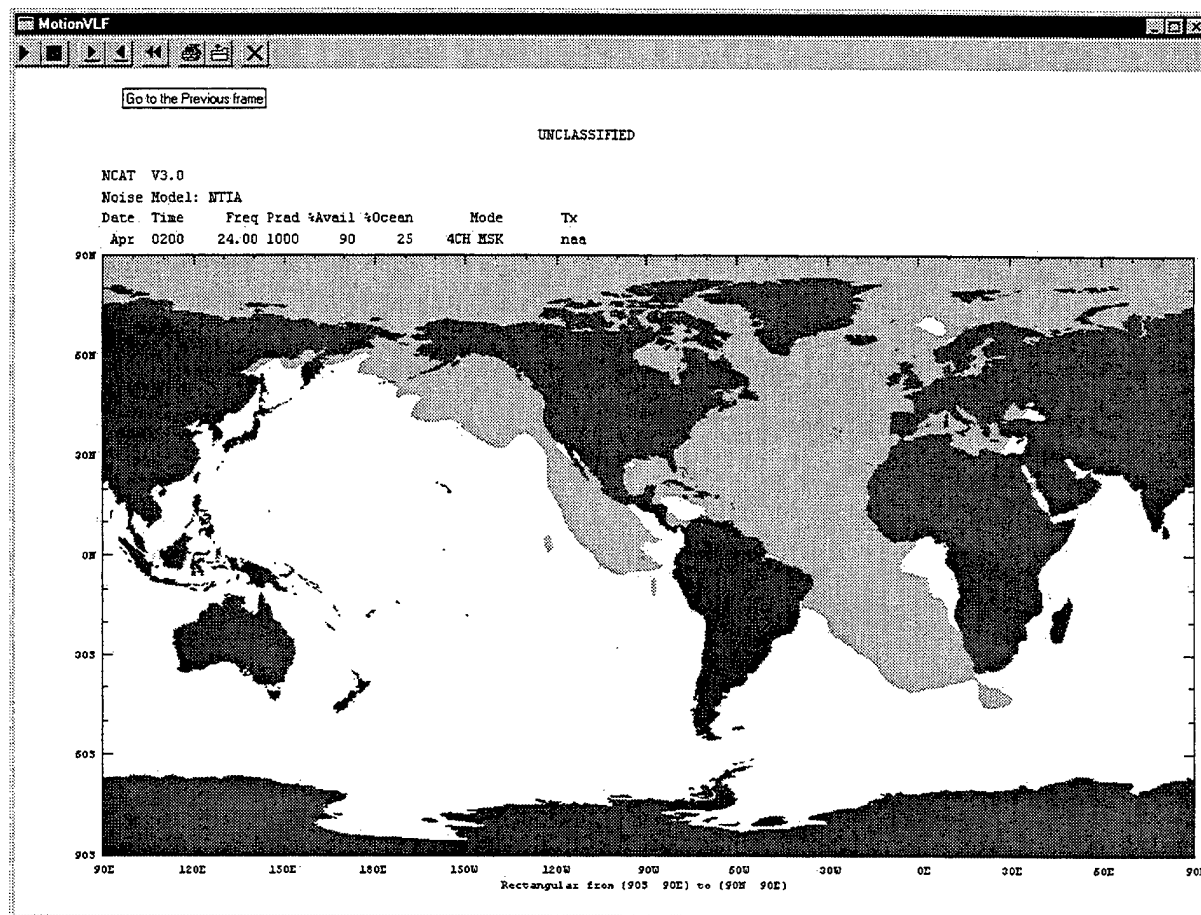 MotionVLF
Go to the Previous frame
UNCLASSIFIED
NCAT V3.0
Noise Model: NTIA
Date Time Freq Prad %Avail %Ocean Mode Tx
Apr 0200 24.00 1000 90 25 4CH MSK naa
90N
60N
30N
0N
30S
60S
90S
90E 120E 150E 180E 150W 120W 90W 60W 30W 0E 30E 60E 90E
Rectangular from (90S 90E) to (90N 90E)